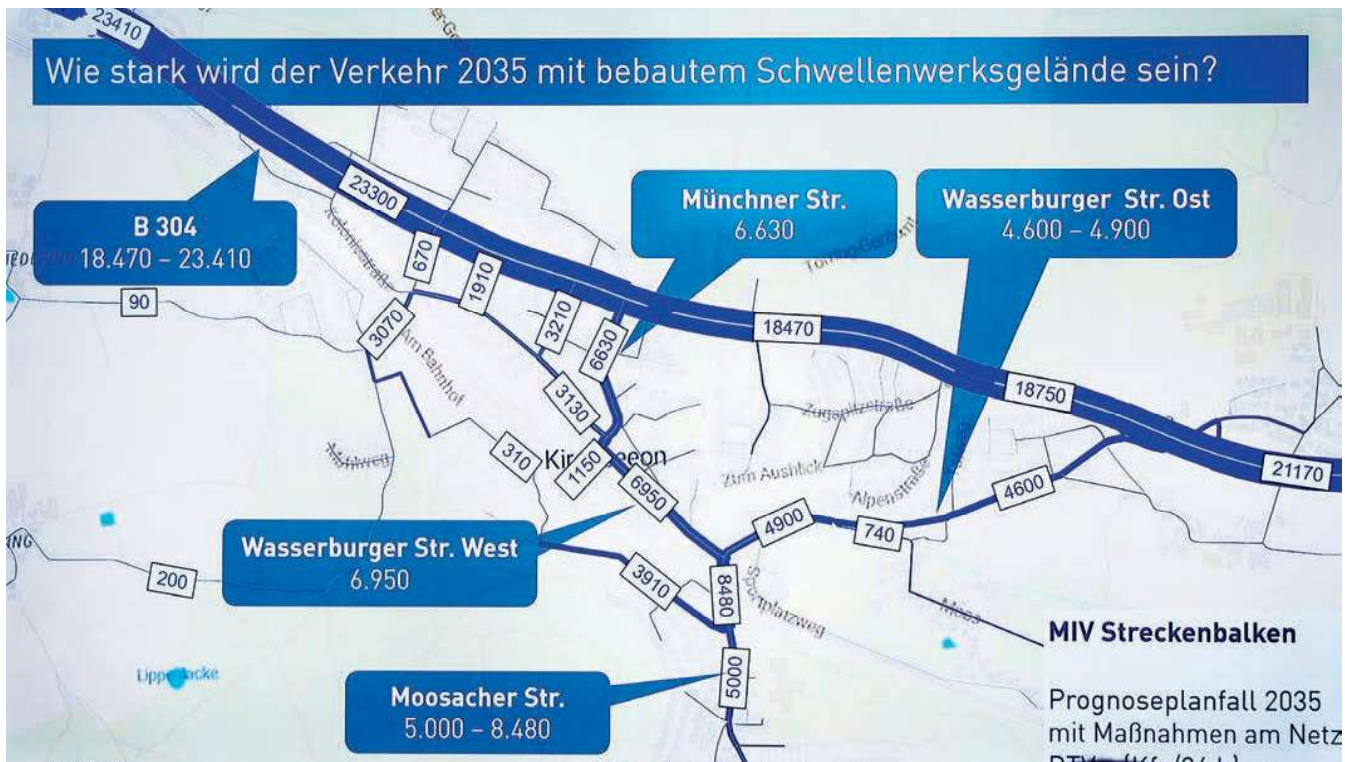 23410
Wie stark wird der Verkehr 2035 mit bebautem Schwellenwerksgelände sein?
23300
B 304
18.470 – 23.410
Münchner Str.
6.630
Wasserburger Str. Ost
4.600 – 4.900
90
670
1910
3210
6630
3070
Am Bahnhof
18470
18750
Zugspitzstraße
3130
310
1150
6950
Zum Ausblick
Alpenstraße
4600
21170
4900
740
Wasserburger Str. West
6.950
200
3910
8480
Sportplatzweg
Moos
MIV Streckenbalken
5000
Moosacher Str.
5.000 – 8.480
Prognoseplanfall 2035
mit Maßnahmen am Netz